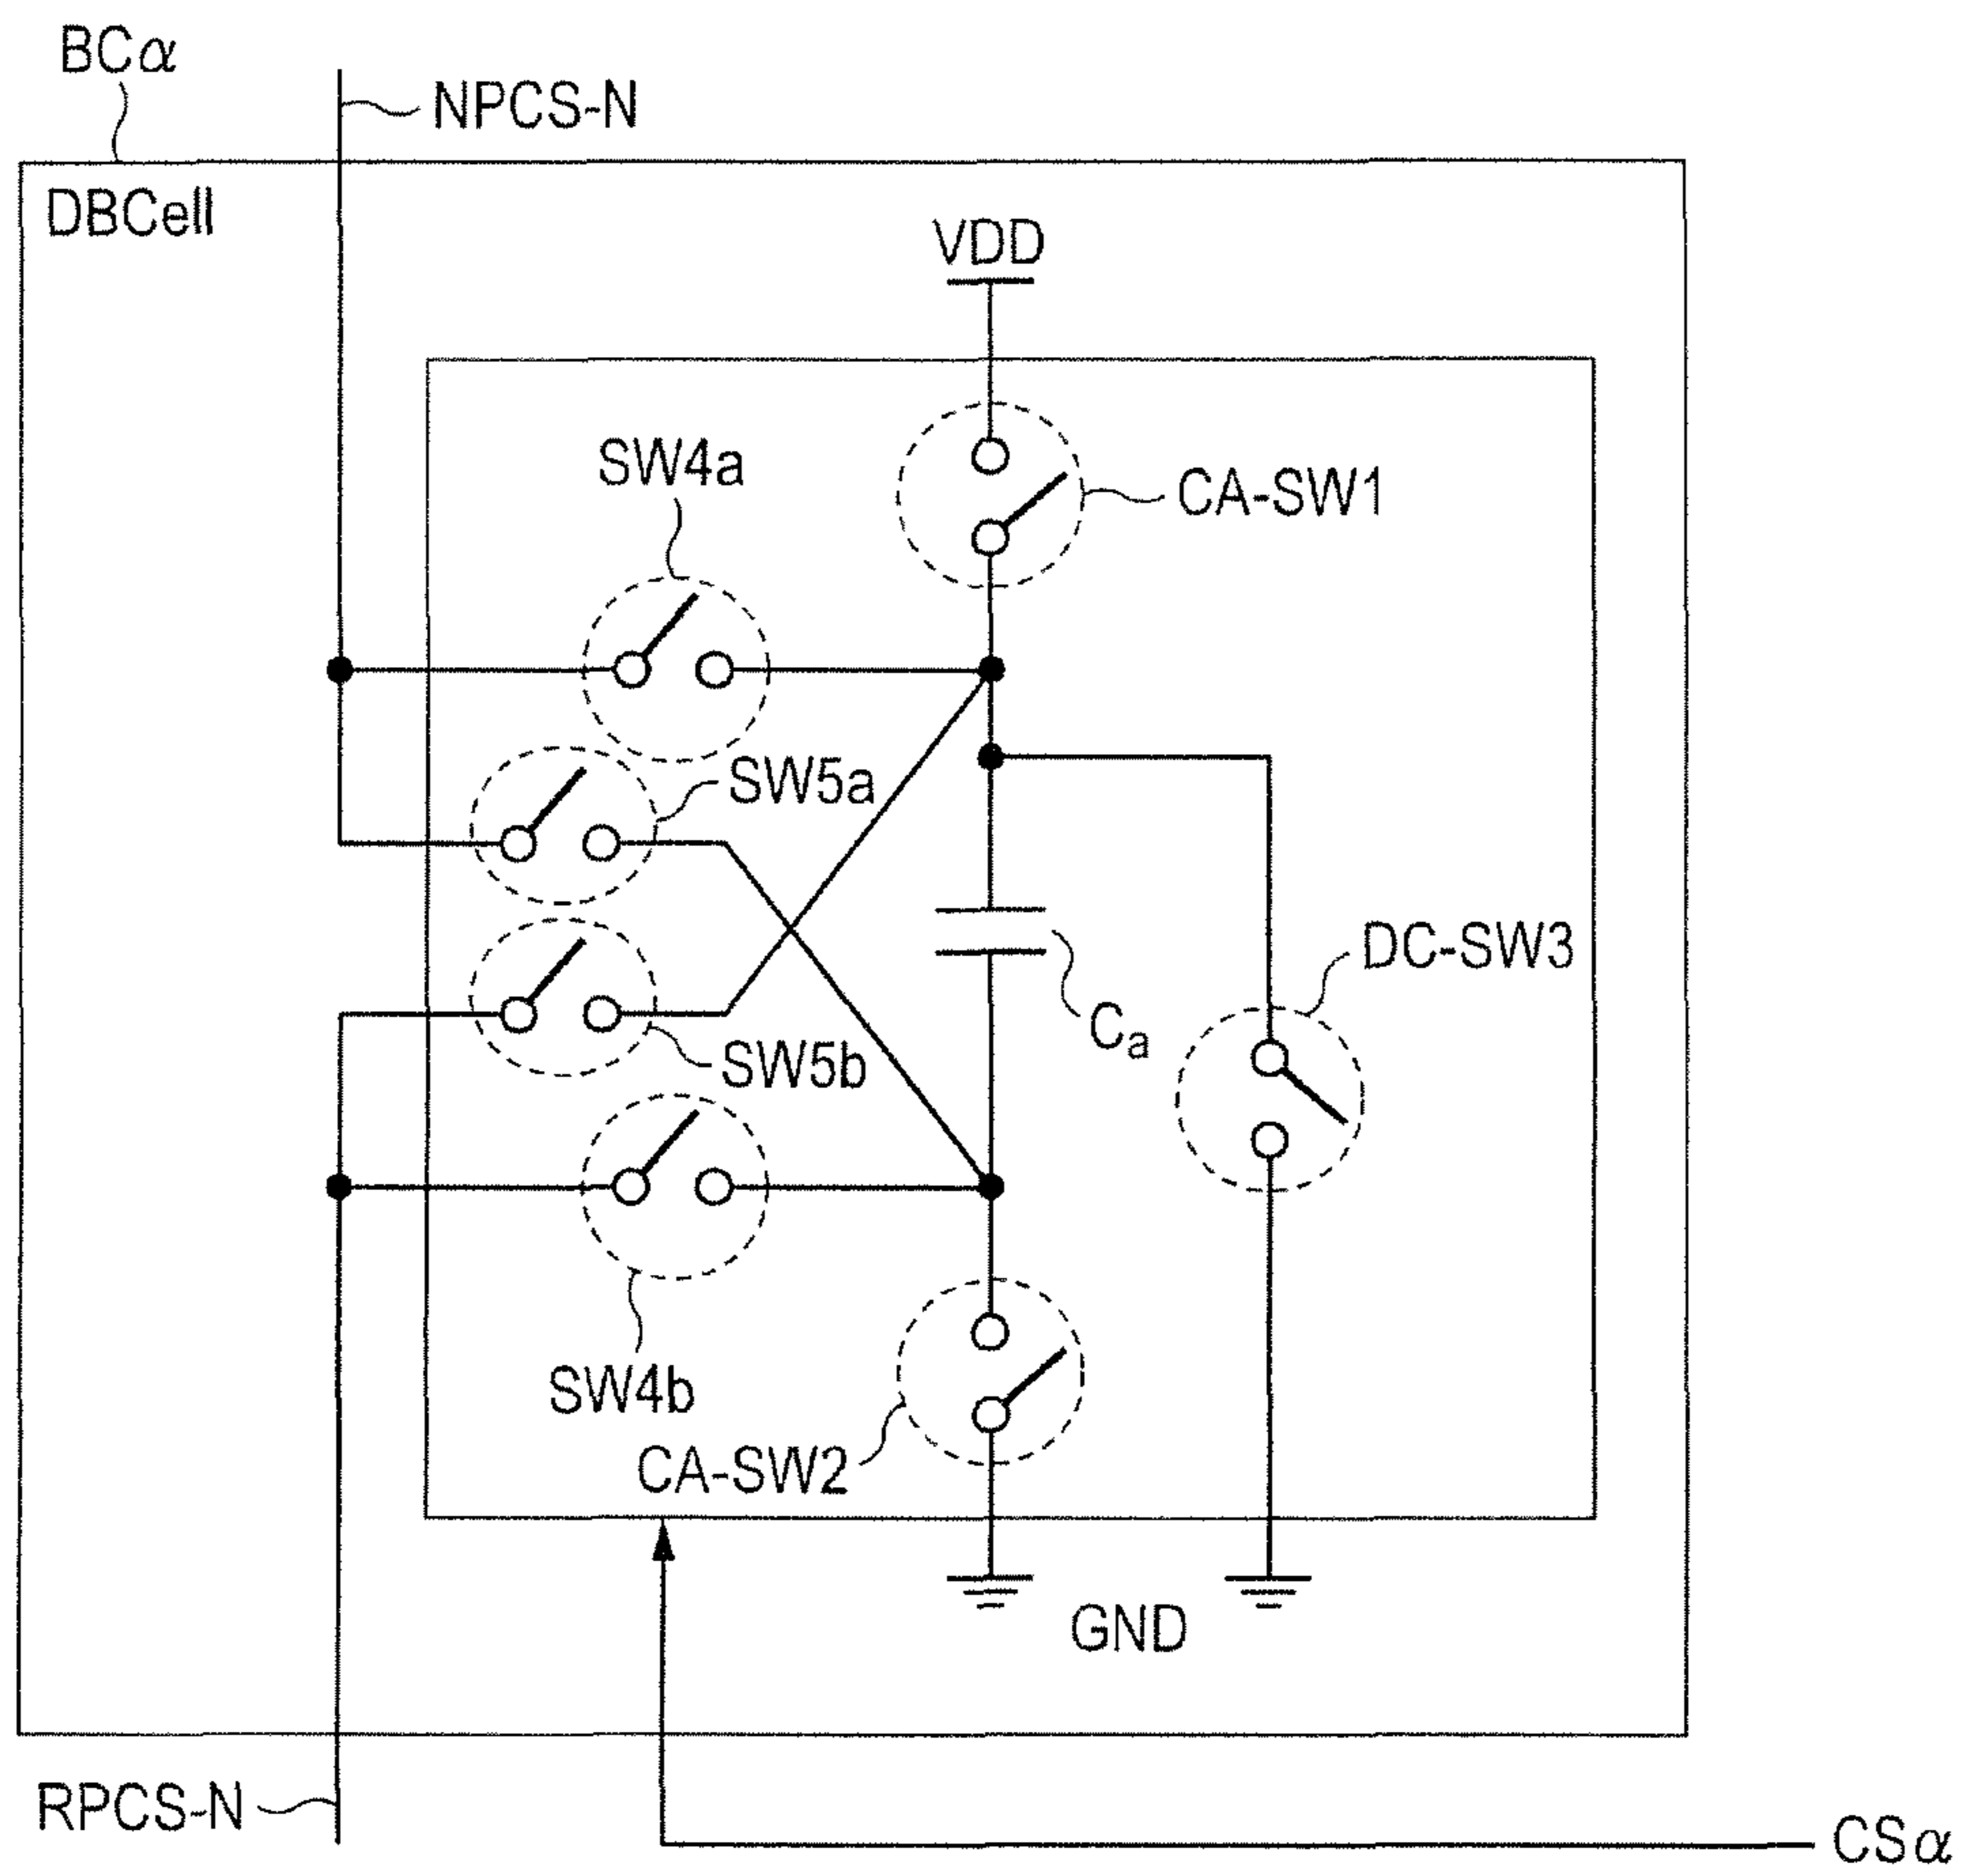 BCα
NPCS-N
DBCell
VDD
SW4a
CA-SW1
SW5a
DC-SW3
Ca
SW5b
SW4b
CA-SW2
GND
RPCS-N
CSα